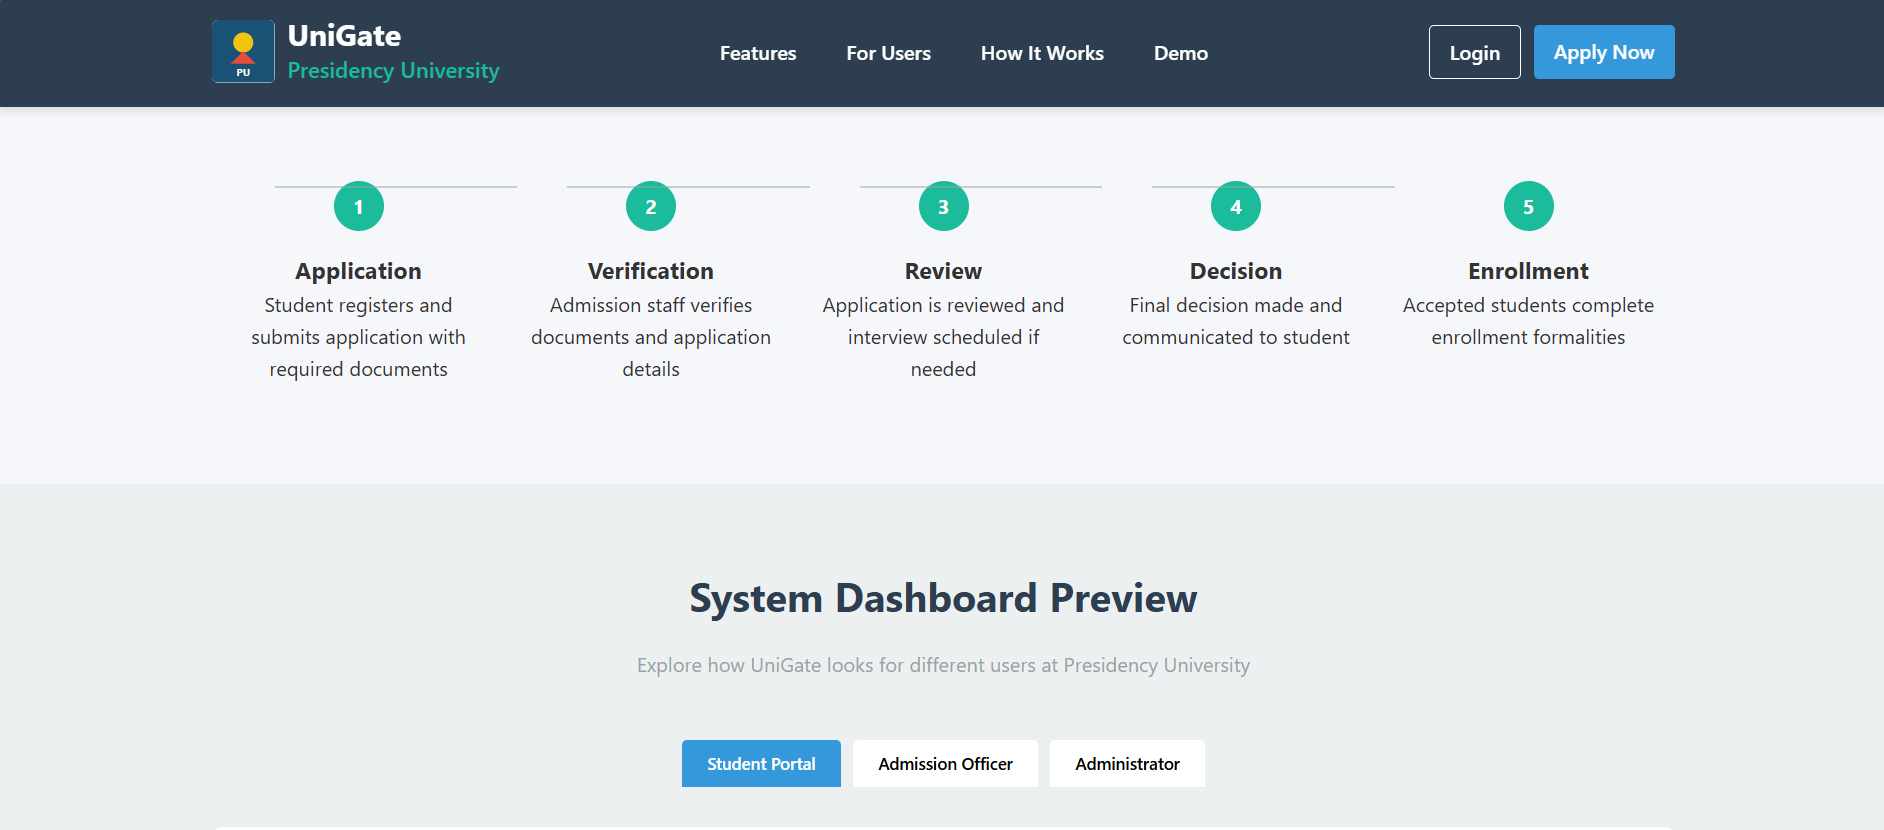 PU
UniGate
Presidency University
Features
For Users
How It Works
Demo
Login
Apply Now
1
Application
Student registers and
submits application with
required documents
2
Verification
Admission staff verifies
documents and application
details
3
Review
Application is reviewed and
interview scheduled if
needed
4
Decision
Final decision made and
communicated to student
5
Enrollment
Accepted students complete
enrollment formalities
System Dashboard Preview
Explore how UniGate looks for different users at Presidency University
Student Portal
Admission Officer
Administrator